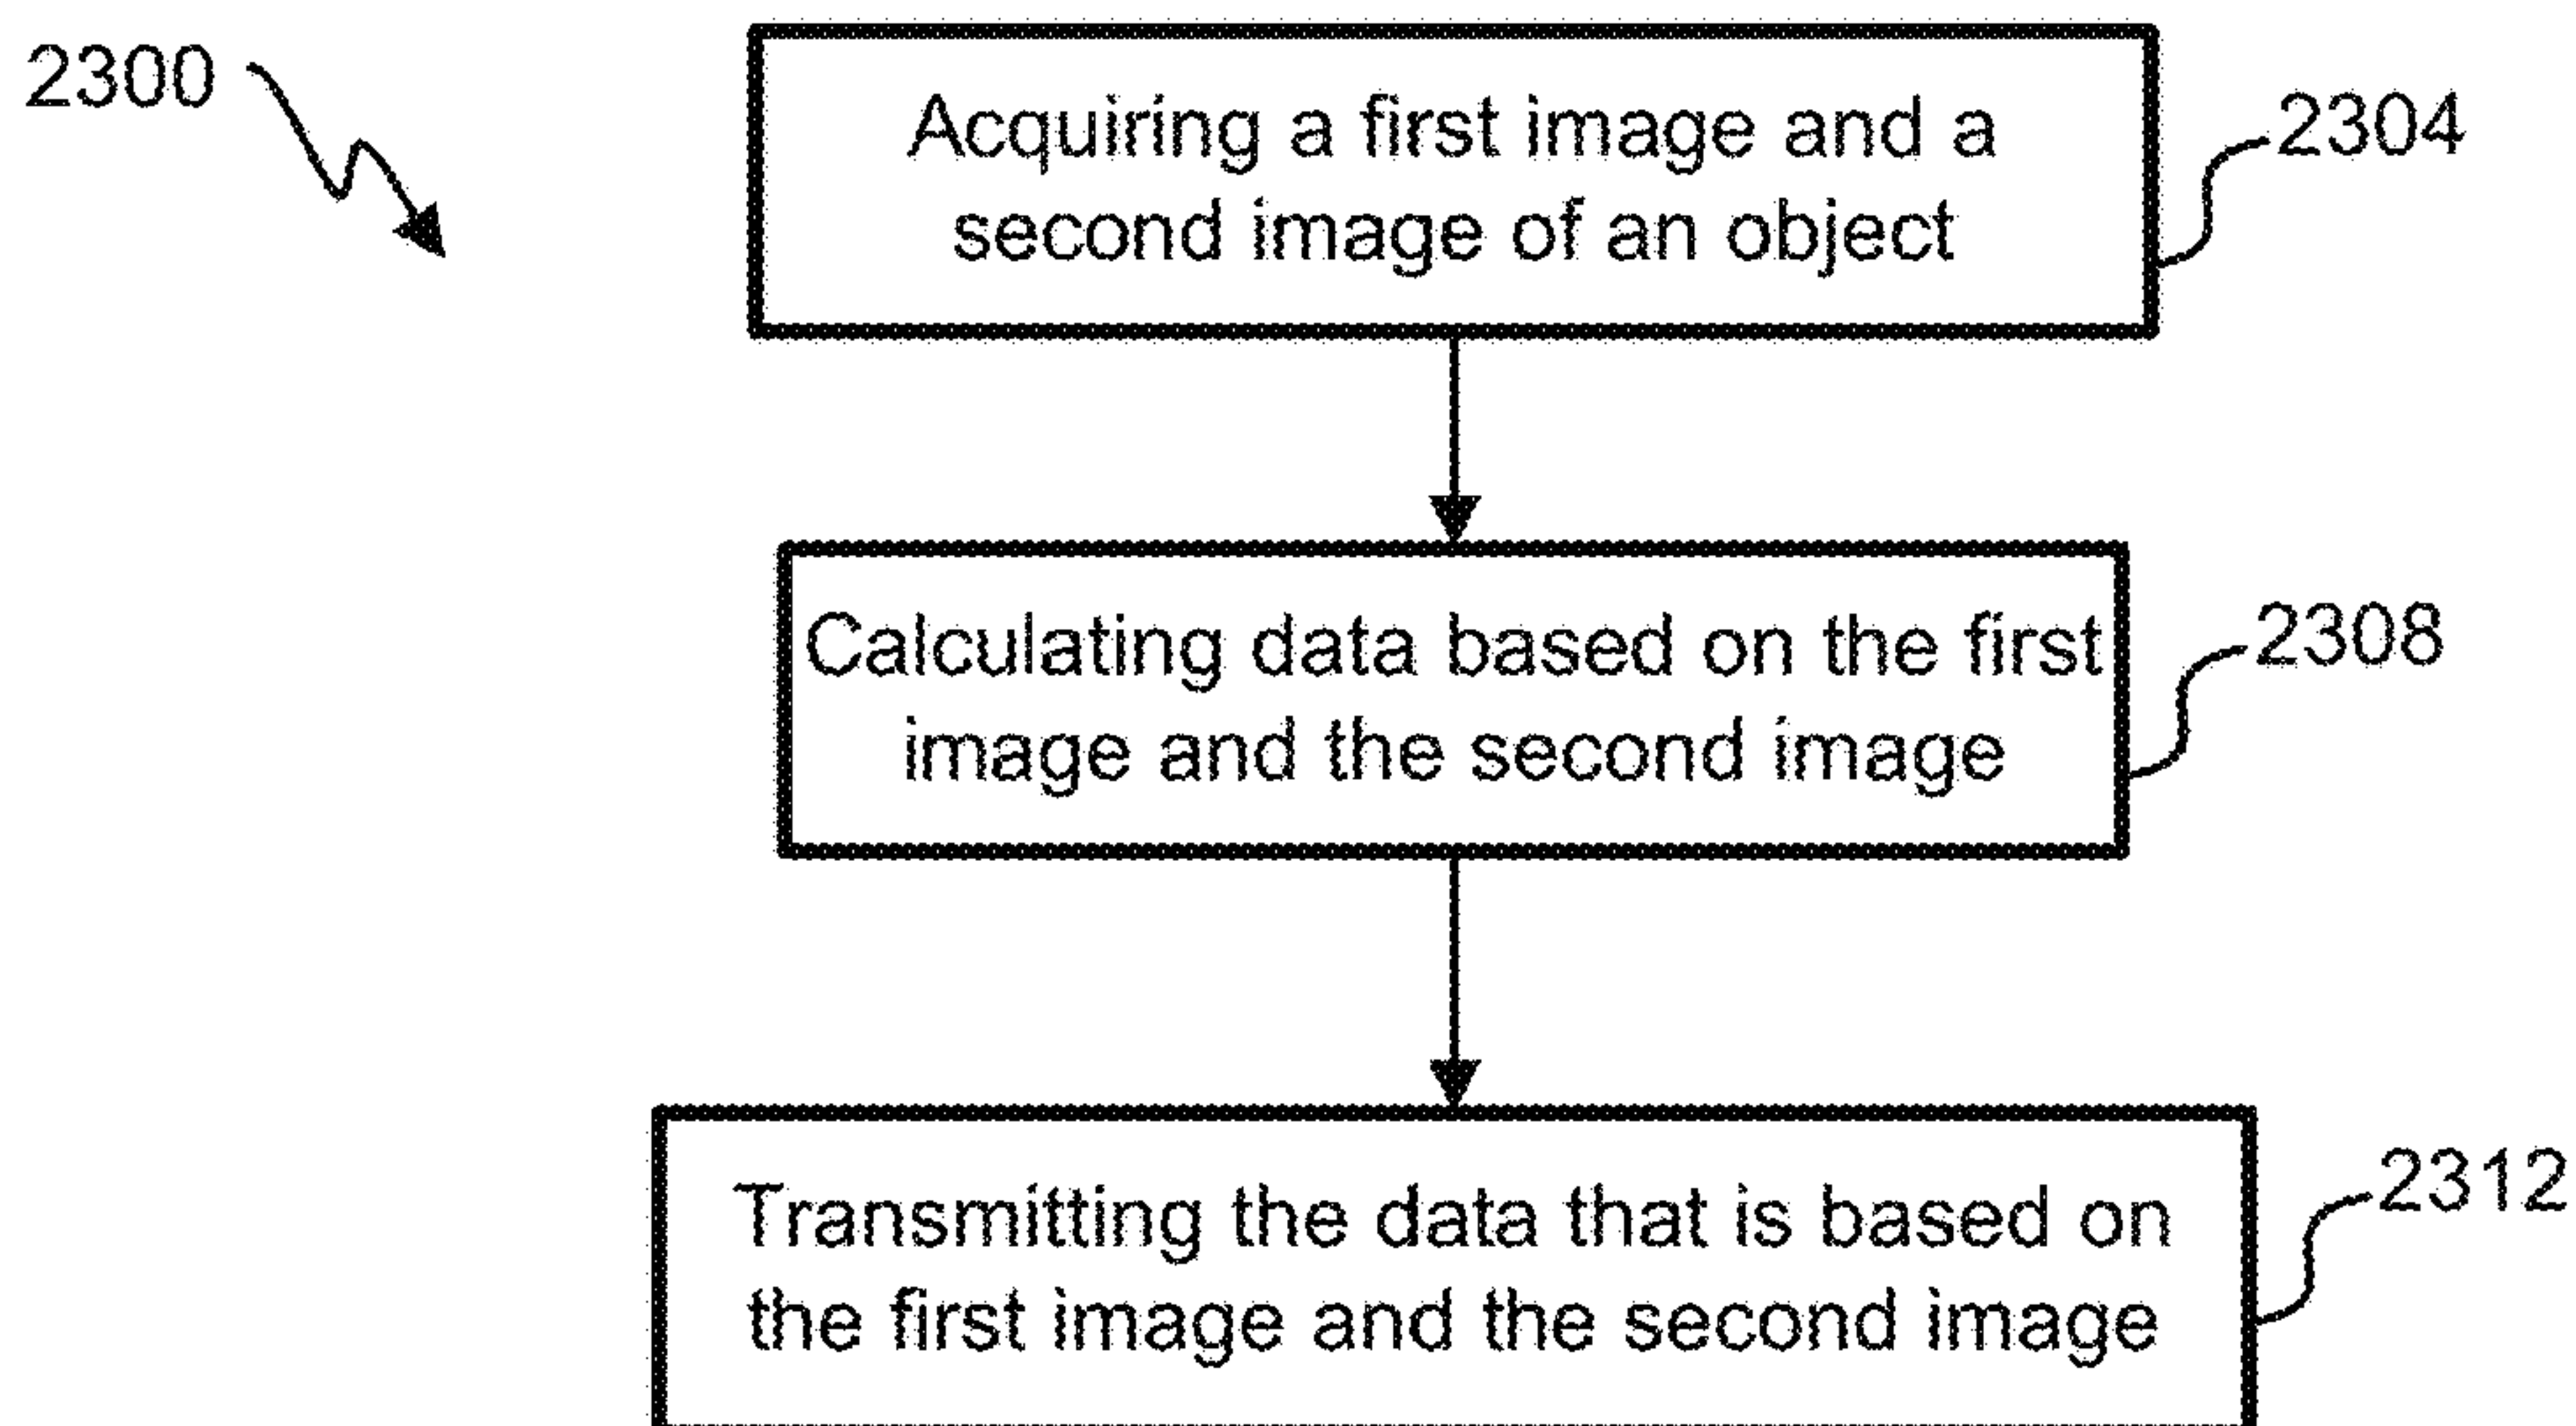 2300
Acquiring a first image and a
second image of an object
2304
Calculating data based on the first
image and the second image
2308
Transmitting the data that is based on
the first image and the second image
2312